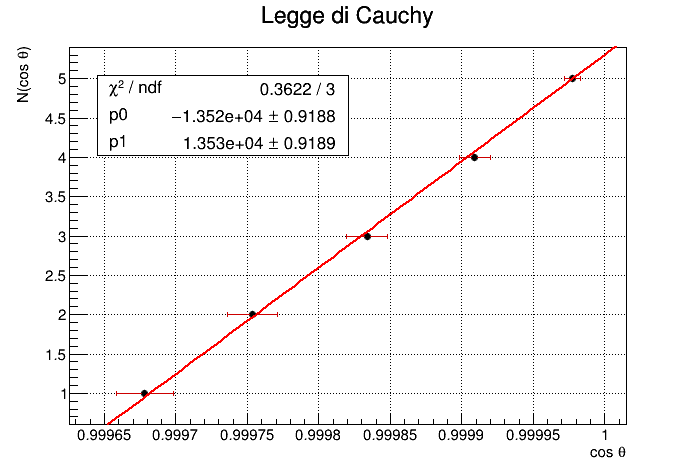 Legge di Cauchy
N(cos θ)
χ² / ndf 0.3622 / 3
p0 −1.352e+04 ± 0.9188
p1 1.353e+04 ± 0.9189
5
4.5
4
3.5
3
2.5
2
1.5
1
0.99965 0.9997 0.99975 0.9998 0.99985 0.9999 0.99995 1
cos θ